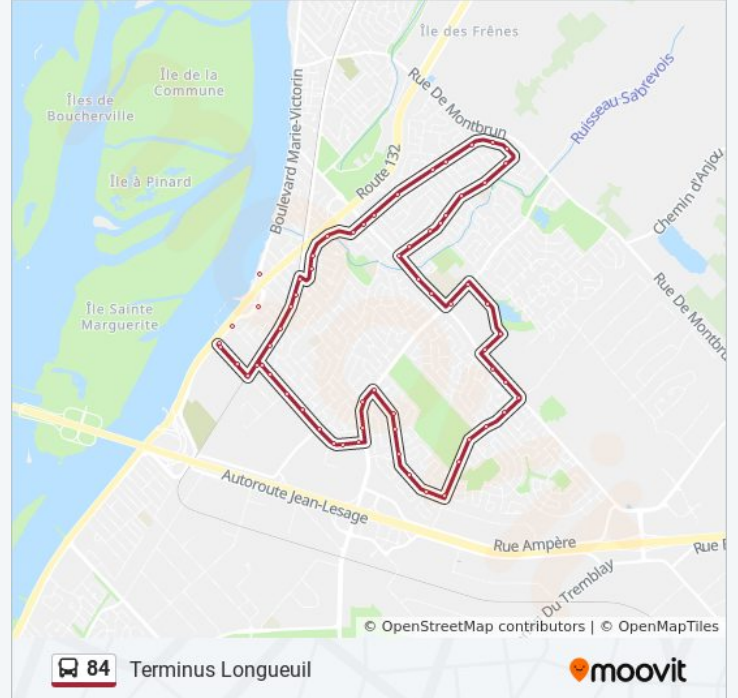 Île des Frênes
Île de la
Commune
Îles de
Boucherville
Rue De Montbrun
Ruisseau Sabrevois
Boulevard Marie-Victorin
Route 132
Île à Pinard
Chemin d'Anjou
Île Sainte
Marguerite
Rue De Montbru
Autoroute Jean-Lesage
Rue Ampère
Rue
Du Tremblay
© OpenStreetMap contributors | © OpenMapTiles
84 Terminus Longueuil
moovit